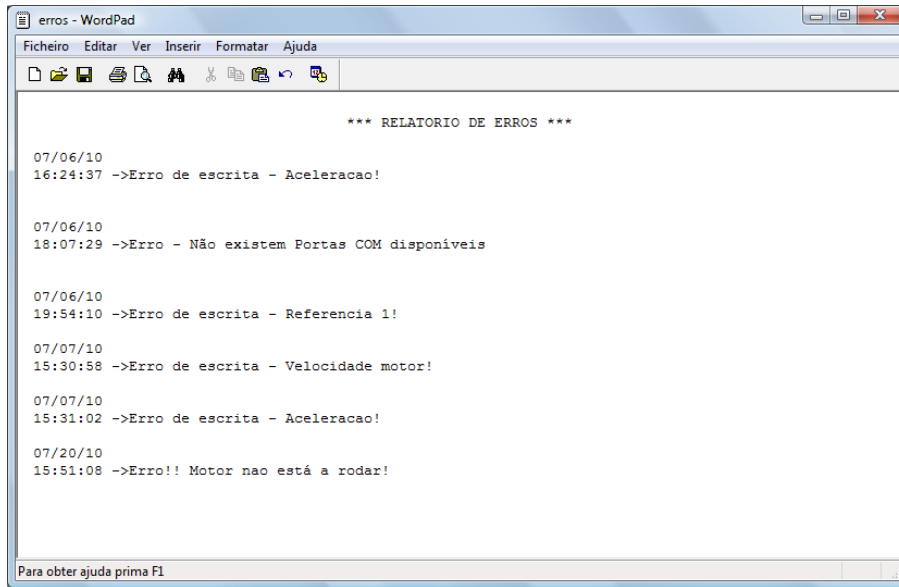 erros - WordPad
Ficheiro Editar Ver Inserir Formatar Ajuda
*** RELATORIO DE ERROS ***
07/06/10
16:24:37 ->Erro de escrita - Aceleracao!
07/06/10
18:07:29 ->Erro - Não existem Portas COM disponíveis
07/06/10
19:54:10 ->Erro de escrita - Referencia 1!
07/07/10
15:30:58 ->Erro de escrita - Velocidade motor!
07/07/10
15:31:02 ->Erro de escrita - Aceleracao!
07/20/10
15:51:08 ->Erro!! Motor nao está a rodar!
Para obter ajuda prima F1